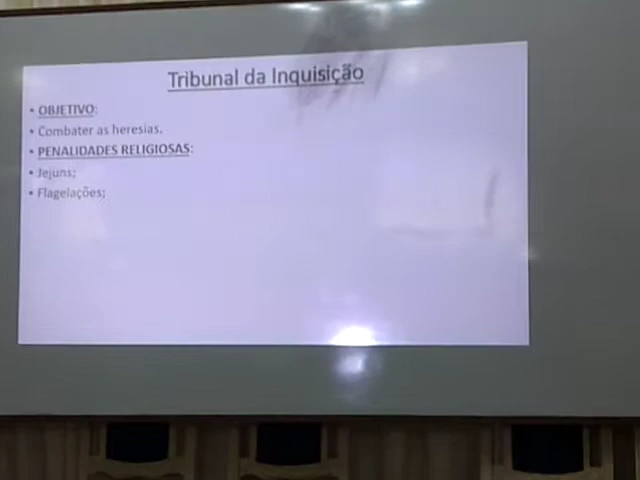 Tribunal da Inquisição
• OBJETIVO:
• Combater as heresias.
• PENALIDADES RELIGIOSAS:
• Jejuns;
• Flagelações;